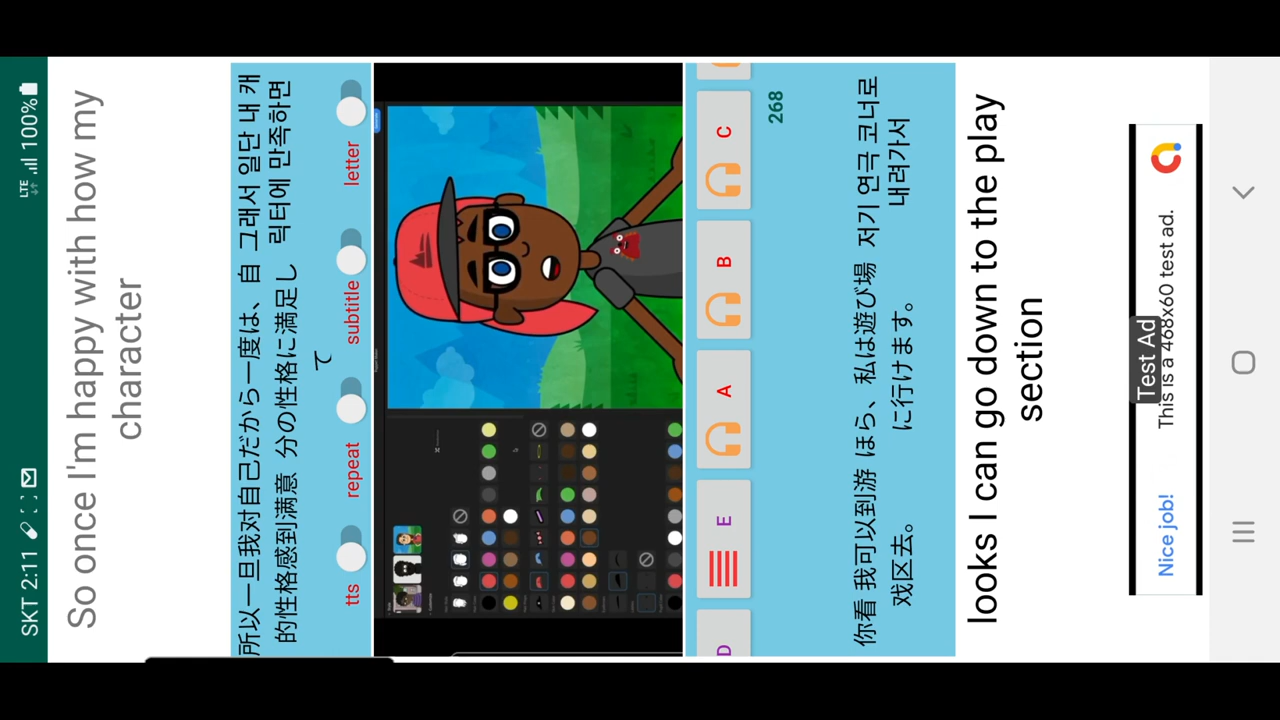 SKT 2:11 LTE 100%
So once I'm happy with how my
character
所以一旦我对自己
的性格感到满意
だから一度は、自
分の性格に満足し
て
그래서 일단 내 캐
릭터에 만족하면
tts repeat subtitle letter
D E A B C
268
你看 我可以到游
戏区去。
ほら、私は遊び場
に行けます。
저기 연극 코너로
내려가서
looks I can go down to the play
section
Test Ad
Nice job! This is a 468x60 test ad.